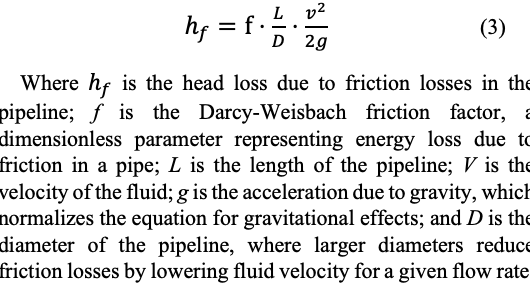 h_f = f · L/D · v²/2g (3)
Where h_f is the head loss due to friction losses in the
pipeline; f is the Darcy-Weisbach friction factor, a
dimensionless parameter representing energy loss due to
friction in a pipe; L is the length of the pipeline; V is the
velocity of the fluid; g is the acceleration due to gravity, which
normalizes the equation for gravitational effects; and D is the
diameter of the pipeline, where larger diameters reduce
friction losses by lowering fluid velocity for a given flow rate